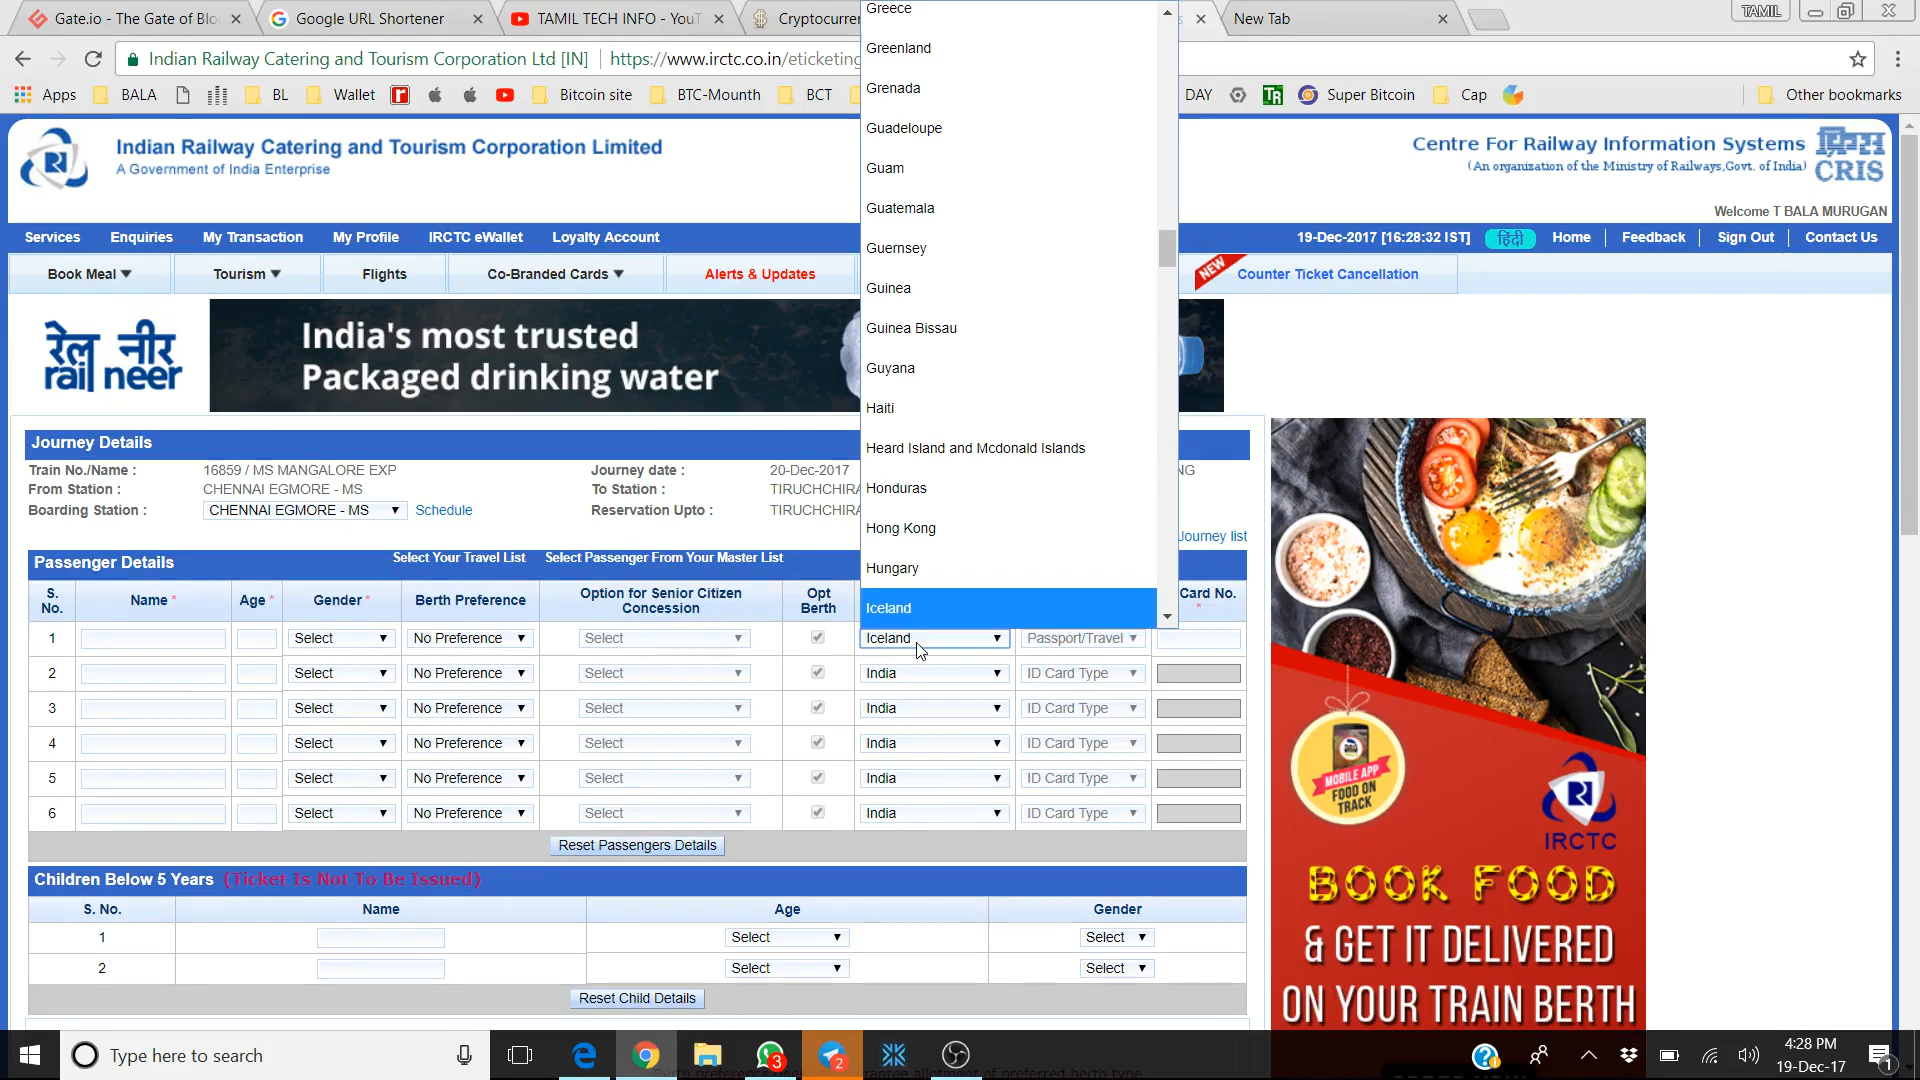 Gate.io - The Gate of Blo
Google URL Shortener
TAMIL TECH INFO - YouT
Cryptocurre
New Tab
TAMIL
Indian Railway Catering and Tourism Corporation Ltd [IN]
https://www.irctc.co.in/eticketing
Apps
BALA
BL
Wallet
Bitcoin site
BTC-Mounth
BCT
DAY
TR
Super Bitcoin
Cap
Other bookmarks
Indian Railway Catering and Tourism Corporation Limited
A Government of India Enterprise
Centre For Railway Information Systems
(An organization of the Ministry of Railways,Govt. of India)
CRIS
Welcome T BALA MURUGAN
Services
Enquiries
My Transaction
My Profile
IRCTC eWallet
Loyalty Account
19-Dec-2017 [16:28:32 IST]
हिंदी
Home
Feedback
Sign Out
Contact Us
Book Meal
Tourism
Flights
Co-Branded Cards
Alerts & Updates
NEW
Counter Ticket Cancellation
रेल नीर
rail neer
India's most trusted
Packaged drinking water
Greece
Greenland
Grenada
Guadeloupe
Guam
Guatemala
Guernsey
Guinea
Guinea Bissau
Guyana
Haiti
Heard Island and Mcdonald Islands
Honduras
Hong Kong
Hungary
Iceland
Journey Details
Train No./Name : 16859 / MS MANGALORE EXP Journey date : 20-Dec-2017 NG
From Station : CHENNAI EGMORE - MS To Station : TIRUCHCHIRA
Boarding Station : CHENNAI EGMORE - MS Schedule Reservation Upto : TIRUCHCHIRA
Journey list
Passenger Details Select Your Travel List Select Passenger From Your Master List
S. No. Name * Age * Gender * Berth Preference Option for Senior Citizen Concession Opt Berth Card No. *
1 Select No Preference Select Iceland Passport/Travel
2 Select No Preference Select India ID Card Type
3 Select No Preference Select India ID Card Type
4 Select No Preference Select India ID Card Type
5 Select No Preference Select India ID Card Type
6 Select No Preference Select India ID Card Type
Reset Passengers Details
Children Below 5 Years (Ticket Is Not To Be Issued)
S. No. Name Age Gender
1 Select Select
2 Select Select
Reset Child Details
MOBILE APP
FOOD ON
TRACK
IRCTC
BOOK FOOD
& GET IT DELIVERED
ON YOUR TRAIN BERTH
Type here to search
3
2
4:28 PM
19-Dec-17
1